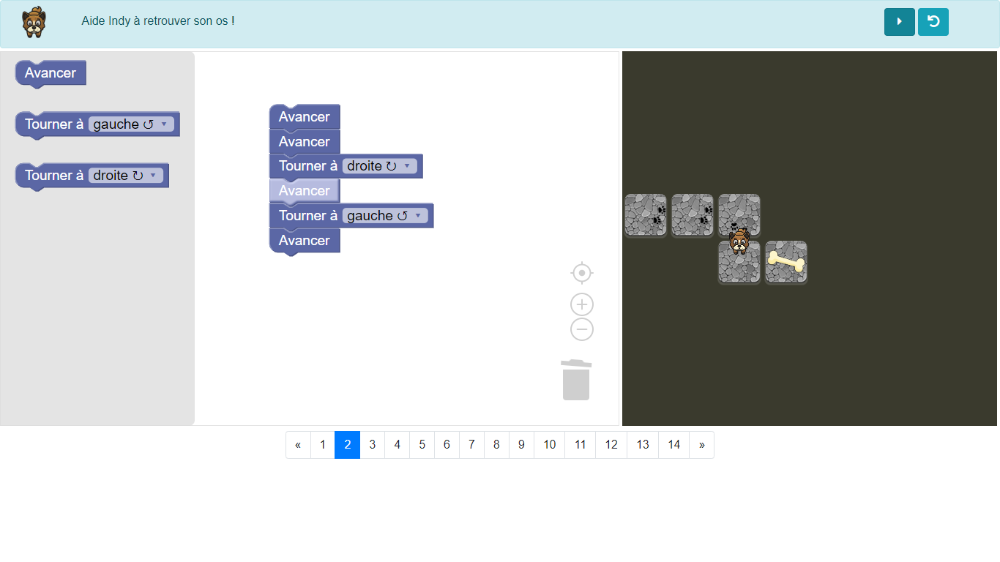 Aide Indy à retrouver son os !
Avancer
Tourner à gauche ↺ ▾
Tourner à droite ↻ ▾
Avancer
Avancer
Tourner à droite ↻ ▾
Avancer
Tourner à gauche ↺ ▾
Avancer
« 1 2 3 4 5 6 7 8 9 10 11 12 13 14 »